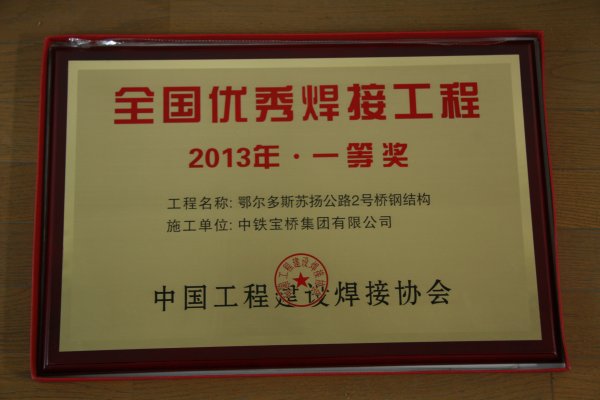 全国优秀焊接工程
2013年·一等奖
工程名称: 鄂尔多斯苏扬公路2号桥钢结构
施工单位: 中铁宝桥集团有限公司
中国工程建设焊接协会